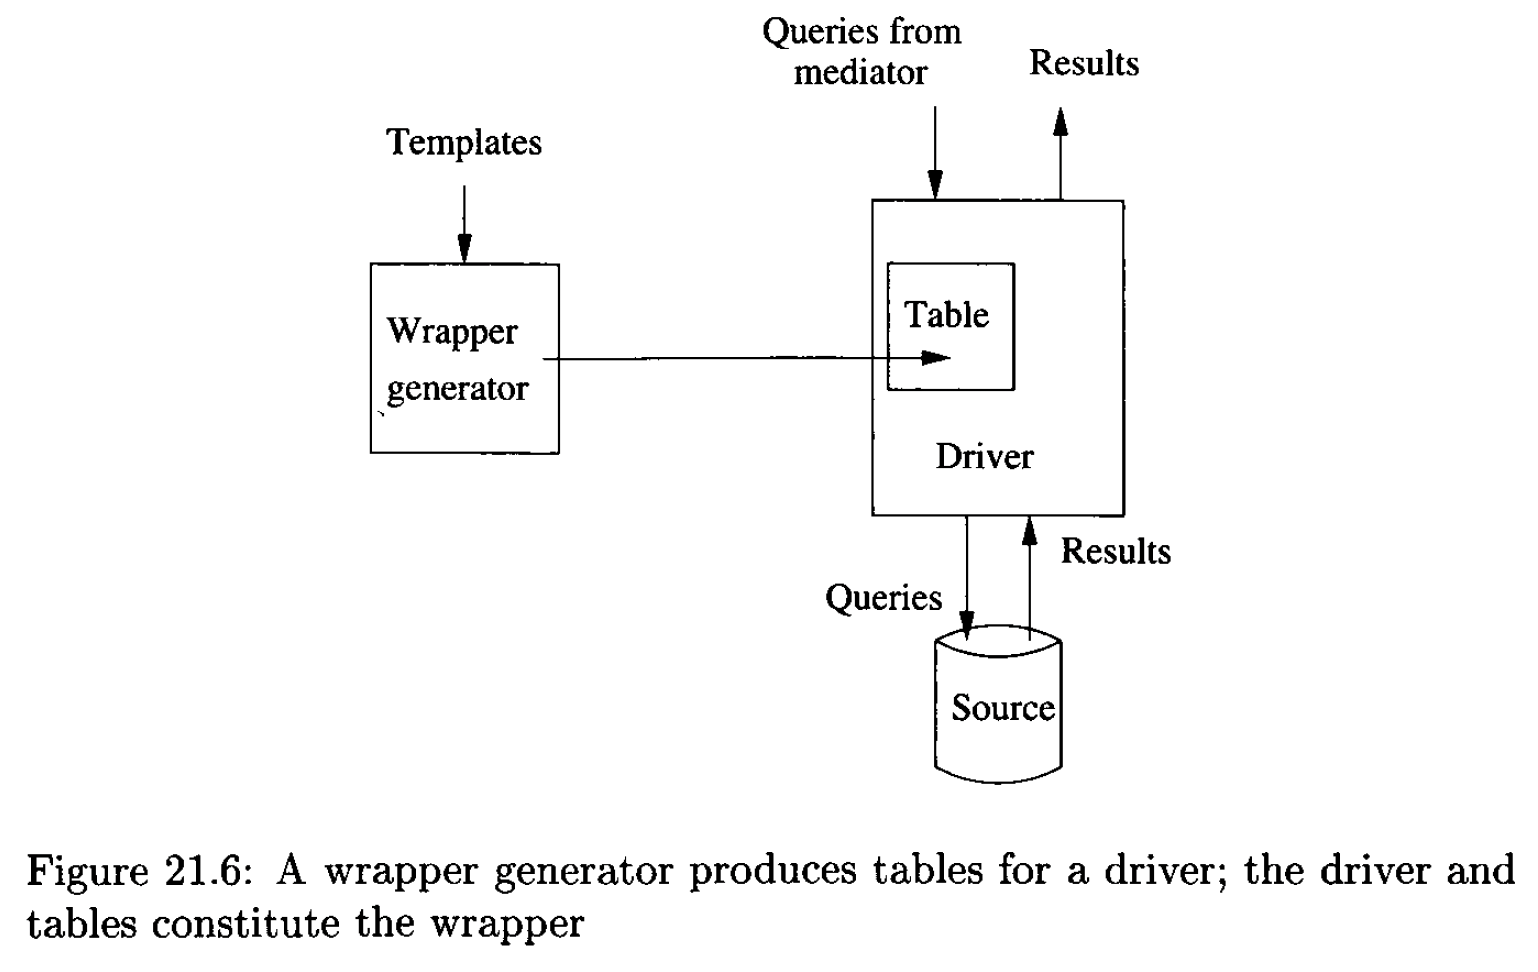 Queries from
mediator
Results
Templates
Wrapper
generator
Table
Driver
Results
Queries
Source
Figure 21.6: A wrapper generator produces tables for a driver; the driver and
tables constitute the wrapper